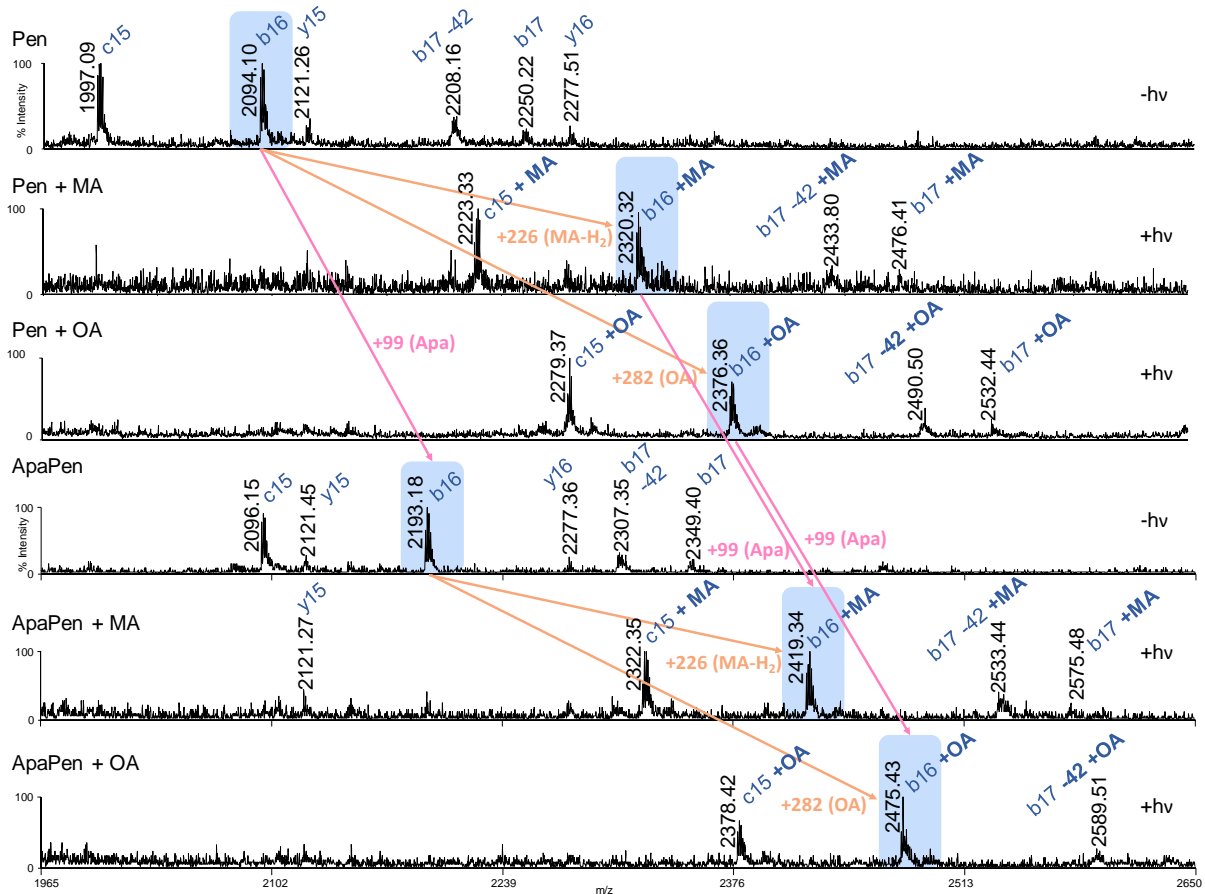 Pen
1997.09
c15
2094.10
b16
2121.26
y15
b17 -42
2208.16
b17
2250.22
y16
2277.51
-hν
% Intensity
100
0
Pen + MA
2223.33
c15 + MA
+226 (MA-H₂)
2320.32
b16 +MA
b17 -42 +MA
2433.80
b17 +MA
2476.41
+hν
100
0
Pen + OA
+99 (Apa)
2279.37
c15 +OA
+282 (OA)
2376.36
b16 +OA
b17 -42 +OA
2490.50
b17 +OA
2532.44
+hν
100
0
ApaPen
2096.15
c15
2121.45
y15
2193.18
b16
y16
2277.36
b17
-42
2307.35
b17
2349.40
+99 (Apa)
+99 (Apa)
-hν
% Intensity
100
0
ApaPen + MA
2121.27
y15
2322.35
c15 + MA
+226 (MA-H₂)
2419.34
b16 +MA
b17 -42 +MA
2533.44
b17 +MA
2575.48
+hν
100
0
ApaPen + OA
2378.42
c15 +OA
+282 (OA)
2475.43
b16 +OA
b17 -42 +OA
2589.51
+hν
100
0
1965
2102
2239
m/z
2376
2513
2650